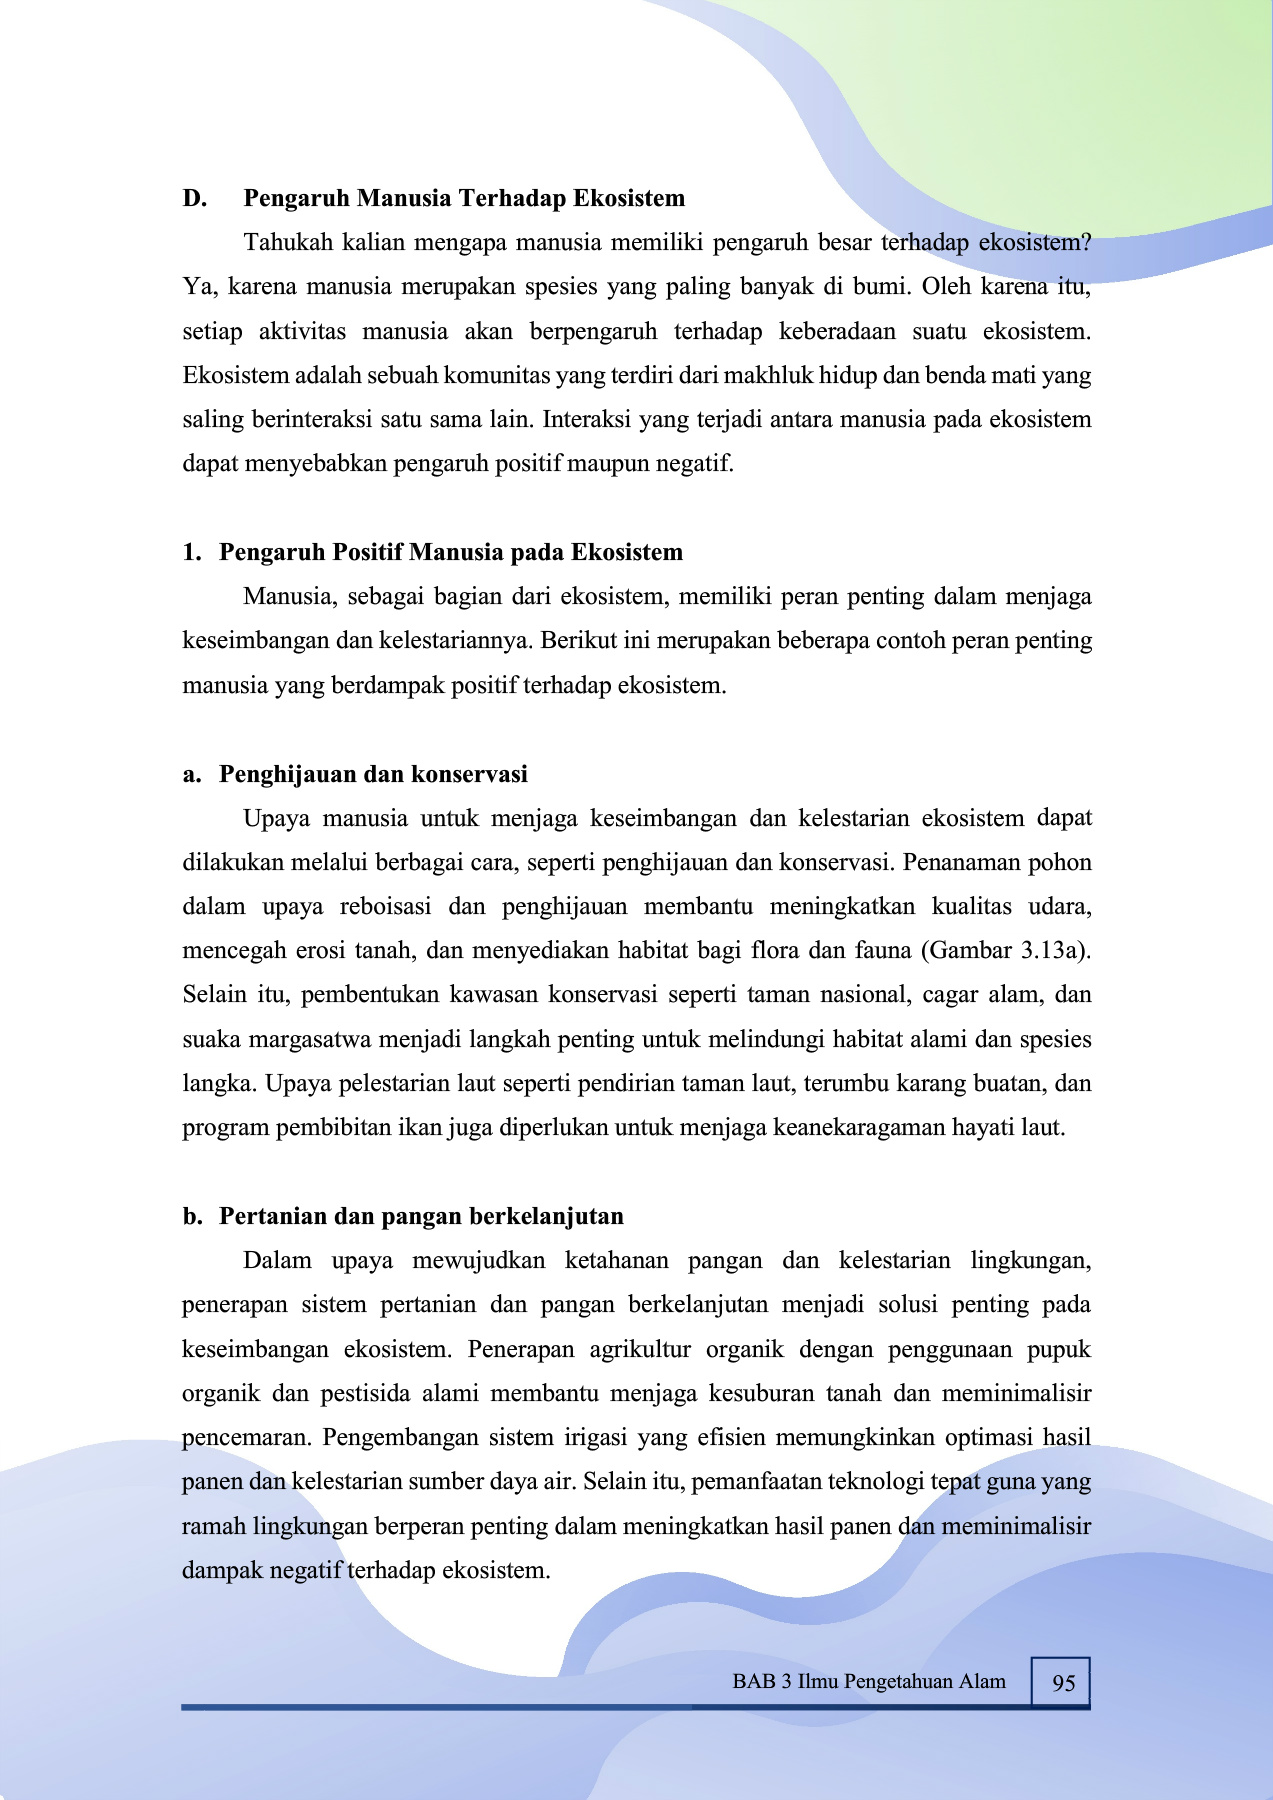 D. Pengaruh Manusia Terhadap Ekosistem
Tahukah kalian mengapa manusia memiliki pengaruh besar terhadap ekosistem?
Ya, karena manusia merupakan spesies yang paling banyak di bumi. Oleh karena itu,
setiap aktivitas manusia akan berpengaruh terhadap keberadaan suatu ekosistem.
Ekosistem adalah sebuah komunitas yang terdiri dari makhluk hidup dan benda mati yang
saling berinteraksi satu sama lain. Interaksi yang terjadi antara manusia pada ekosistem
dapat menyebabkan pengaruh positif maupun negatif.
1. Pengaruh Positif Manusia pada Ekosistem
Manusia, sebagai bagian dari ekosistem, memiliki peran penting dalam menjaga
keseimbangan dan kelestariannya. Berikut ini merupakan beberapa contoh peran penting
manusia yang berdampak positif terhadap ekosistem.
a. Penghijauan dan konservasi
Upaya manusia untuk menjaga keseimbangan dan kelestarian ekosistem dapat
dilakukan melalui berbagai cara, seperti penghijauan dan konservasi. Penanaman pohon
dalam upaya reboisasi dan penghijauan membantu meningkatkan kualitas udara,
mencegah erosi tanah, dan menyediakan habitat bagi flora dan fauna (Gambar 3.13a).
Selain itu, pembentukan kawasan konservasi seperti taman nasional, cagar alam, dan
suaka margasatwa menjadi langkah penting untuk melindungi habitat alami dan spesies
langka. Upaya pelestarian laut seperti pendirian taman laut, terumbu karang buatan, dan
program pembibitan ikan juga diperlukan untuk menjaga keanekaragaman hayati laut.
b. Pertanian dan pangan berkelanjutan
Dalam upaya mewujudkan ketahanan pangan dan kelestarian lingkungan,
penerapan sistem pertanian dan pangan berkelanjutan menjadi solusi penting pada
keseimbangan ekosistem. Penerapan agrikultur organik dengan penggunaan pupuk
organik dan pestisida alami membantu menjaga kesuburan tanah dan meminimalisir
pencemaran. Pengembangan sistem irigasi yang efisien memungkinkan optimasi hasil
panen dan kelestarian sumber daya air. Selain itu, pemanfaatan teknologi tepat guna yang
ramah lingkungan berperan penting dalam meningkatkan hasil panen dan meminimalisir
dampak negatif terhadap ekosistem.
BAB 3 Ilmu Pengetahuan Alam 95